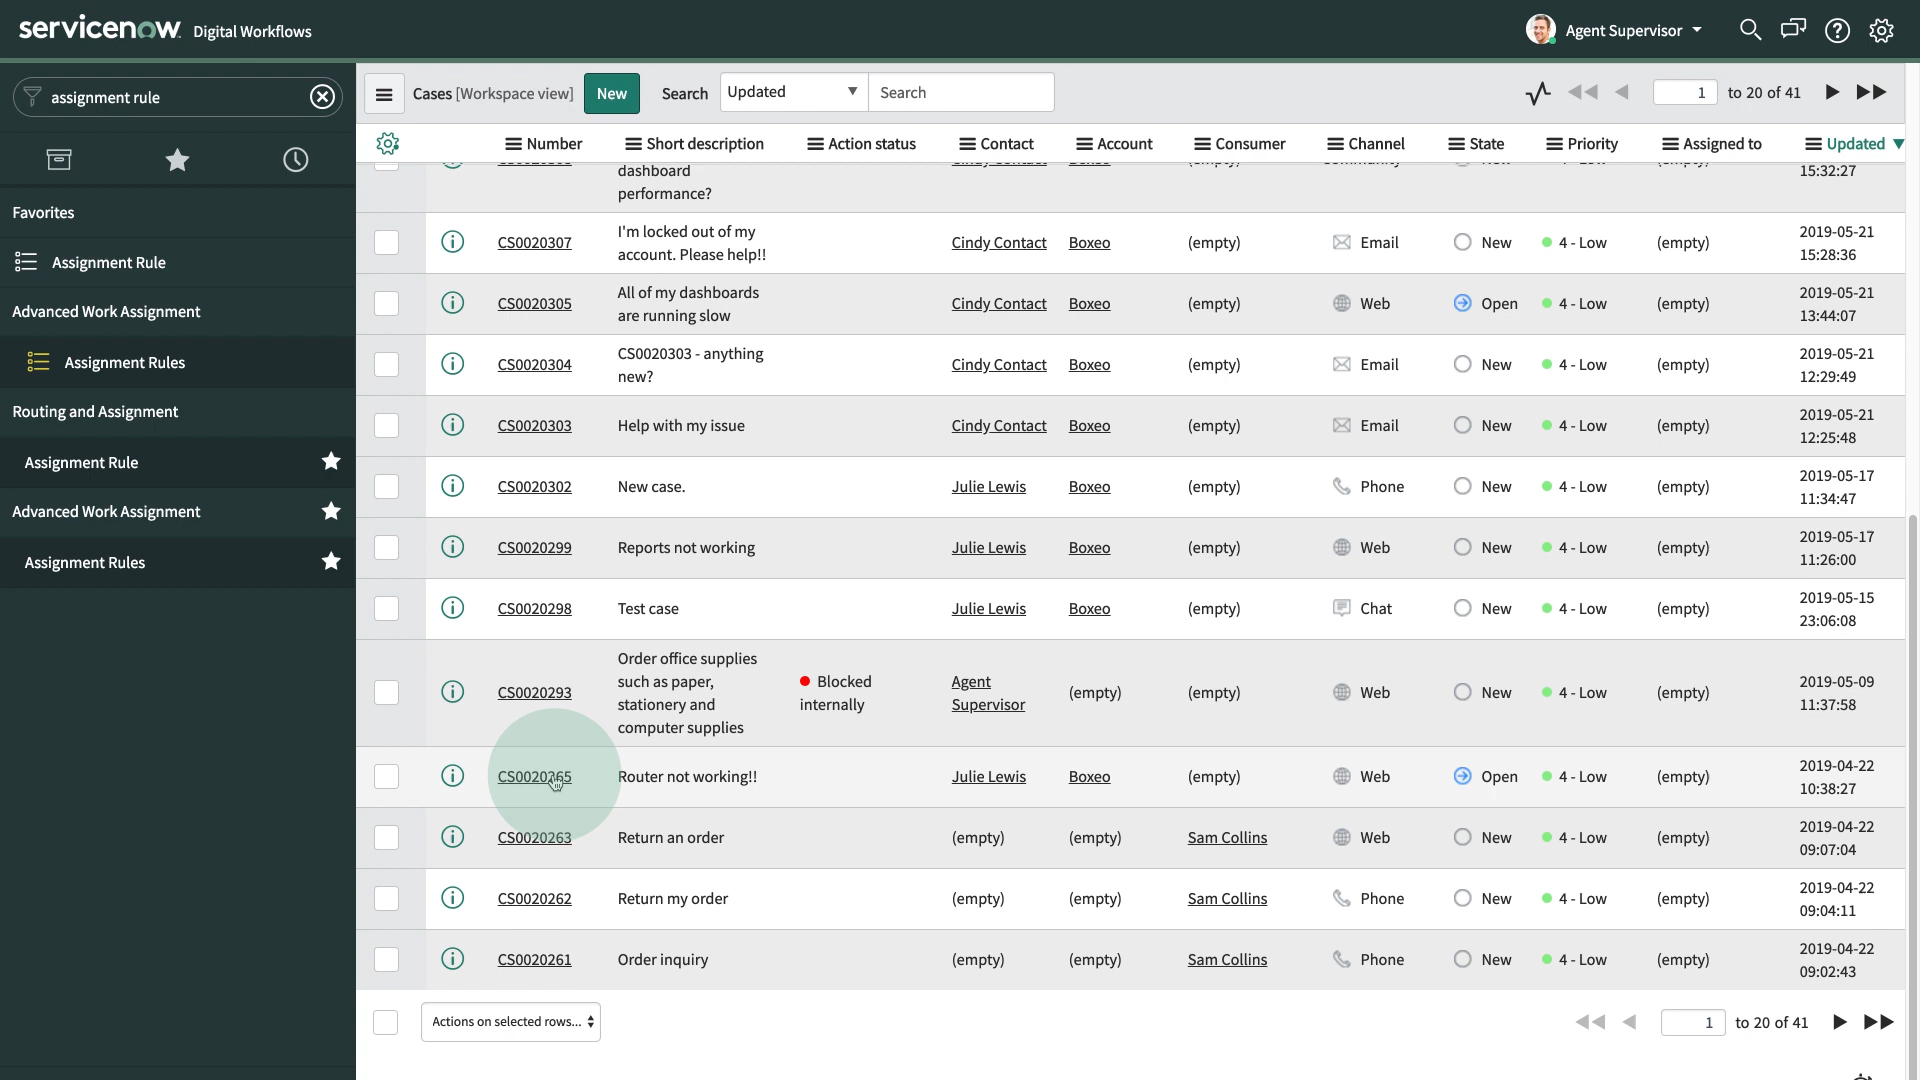 servicenow Digital Workflows
Agent Supervisor
assignment rule
Favorites
Assignment Rule
Advanced Work Assignment
Assignment Rules
Routing and Assignment
Assignment Rule
Advanced Work Assignment
Assignment Rules
Cases [Workspace view] New Search Updated Search 1 to 20 of 41
Number Short description Action status Contact Account Consumer Channel State Priority Assigned to Updated
dashboard
performance?
15:32:27
CS0020307 I'm locked out of my account. Please help!! Cindy Contact Boxeo (empty) Email New 4 - Low (empty) 2019-05-21 15:28:36
CS0020305 All of my dashboards are running slow Cindy Contact Boxeo (empty) Web Open 4 - Low (empty) 2019-05-21 13:44:07
CS0020304 CS0020303 - anything new? Cindy Contact Boxeo (empty) Email New 4 - Low (empty) 2019-05-21 12:29:49
CS0020303 Help with my issue Cindy Contact Boxeo (empty) Email New 4 - Low (empty) 2019-05-21 12:25:48
CS0020302 New case. Julie Lewis Boxeo (empty) Phone New 4 - Low (empty) 2019-05-17 11:34:47
CS0020299 Reports not working Julie Lewis Boxeo (empty) Web New 4 - Low (empty) 2019-05-17 11:26:00
CS0020298 Test case Julie Lewis Boxeo (empty) Chat New 4 - Low (empty) 2019-05-15 23:06:08
CS0020293 Order office supplies such as paper, stationery and computer supplies Blocked internally Agent Supervisor (empty) (empty) Web New 4 - Low (empty) 2019-05-09 11:37:58
CS0020265 Router not working!! Julie Lewis Boxeo (empty) Web Open 4 - Low (empty) 2019-04-22 10:38:27
CS0020263 Return an order (empty) (empty) Sam Collins Web New 4 - Low (empty) 2019-04-22 09:07:04
CS0020262 Return my order (empty) (empty) Sam Collins Phone New 4 - Low (empty) 2019-04-22 09:04:11
CS0020261 Order inquiry (empty) (empty) Sam Collins Phone New 4 - Low (empty) 2019-04-22 09:02:43
Actions on selected rows... 1 to 20 of 41